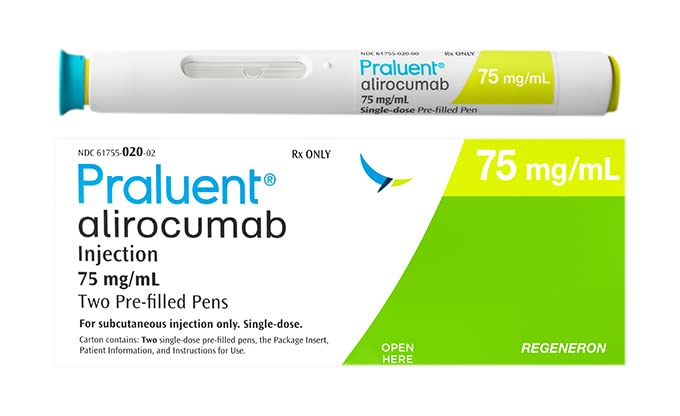 NDC 61755-020-00 Rx ONLY
Praluent®
alirocumab
75 mg/mL
Single-dose Pre-filled Pen
75 mg/mL
NDC 61755-020-02
Rx ONLY
Praluent®
alirocumab
Injection
75 mg/mL
Two Pre-filled Pens
For subcutaneous injection only. Single-dose.
Carton contains: Two single-dose pre-filled pens, the Package Insert,
Patient Information, and Instructions for Use.
75 mg/mL
OPEN
HERE
REGENERON